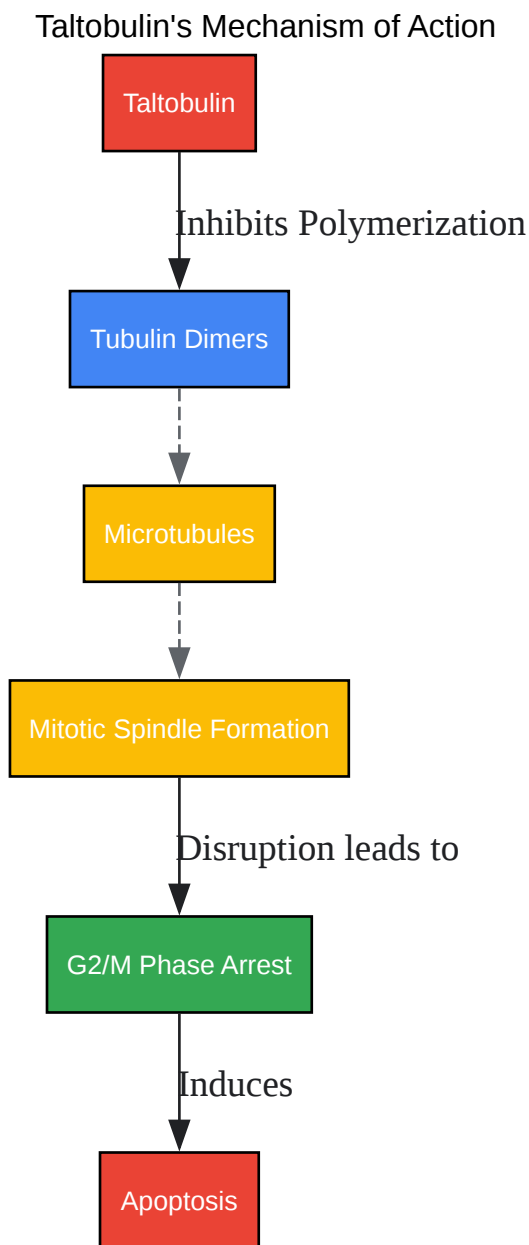 Taltobulin's Mechanism of Action
Taltobulin
Inhibits Polymerization
Tubulin Dimers
Microtubules
Mitotic Spindle Formation
Disruption leads to
G2/M Phase Arrest
Induces
Apoptosis